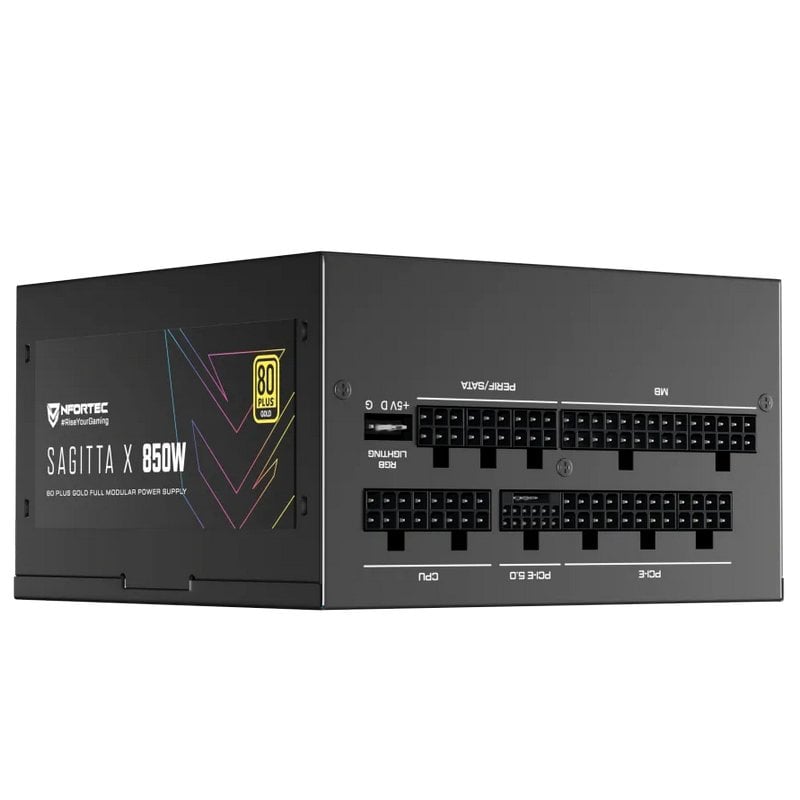 NFORTEC
#RiseYourGaming
SAGITTA X 850W
80 PLUS GOLD FULL MODULAR POWER SUPPLY
80
PLUS
GOLD
PERIF/SATA
MB
+5V D G
RGB
LIGHTING
CPU
PCI-E 5.0
PCI-E